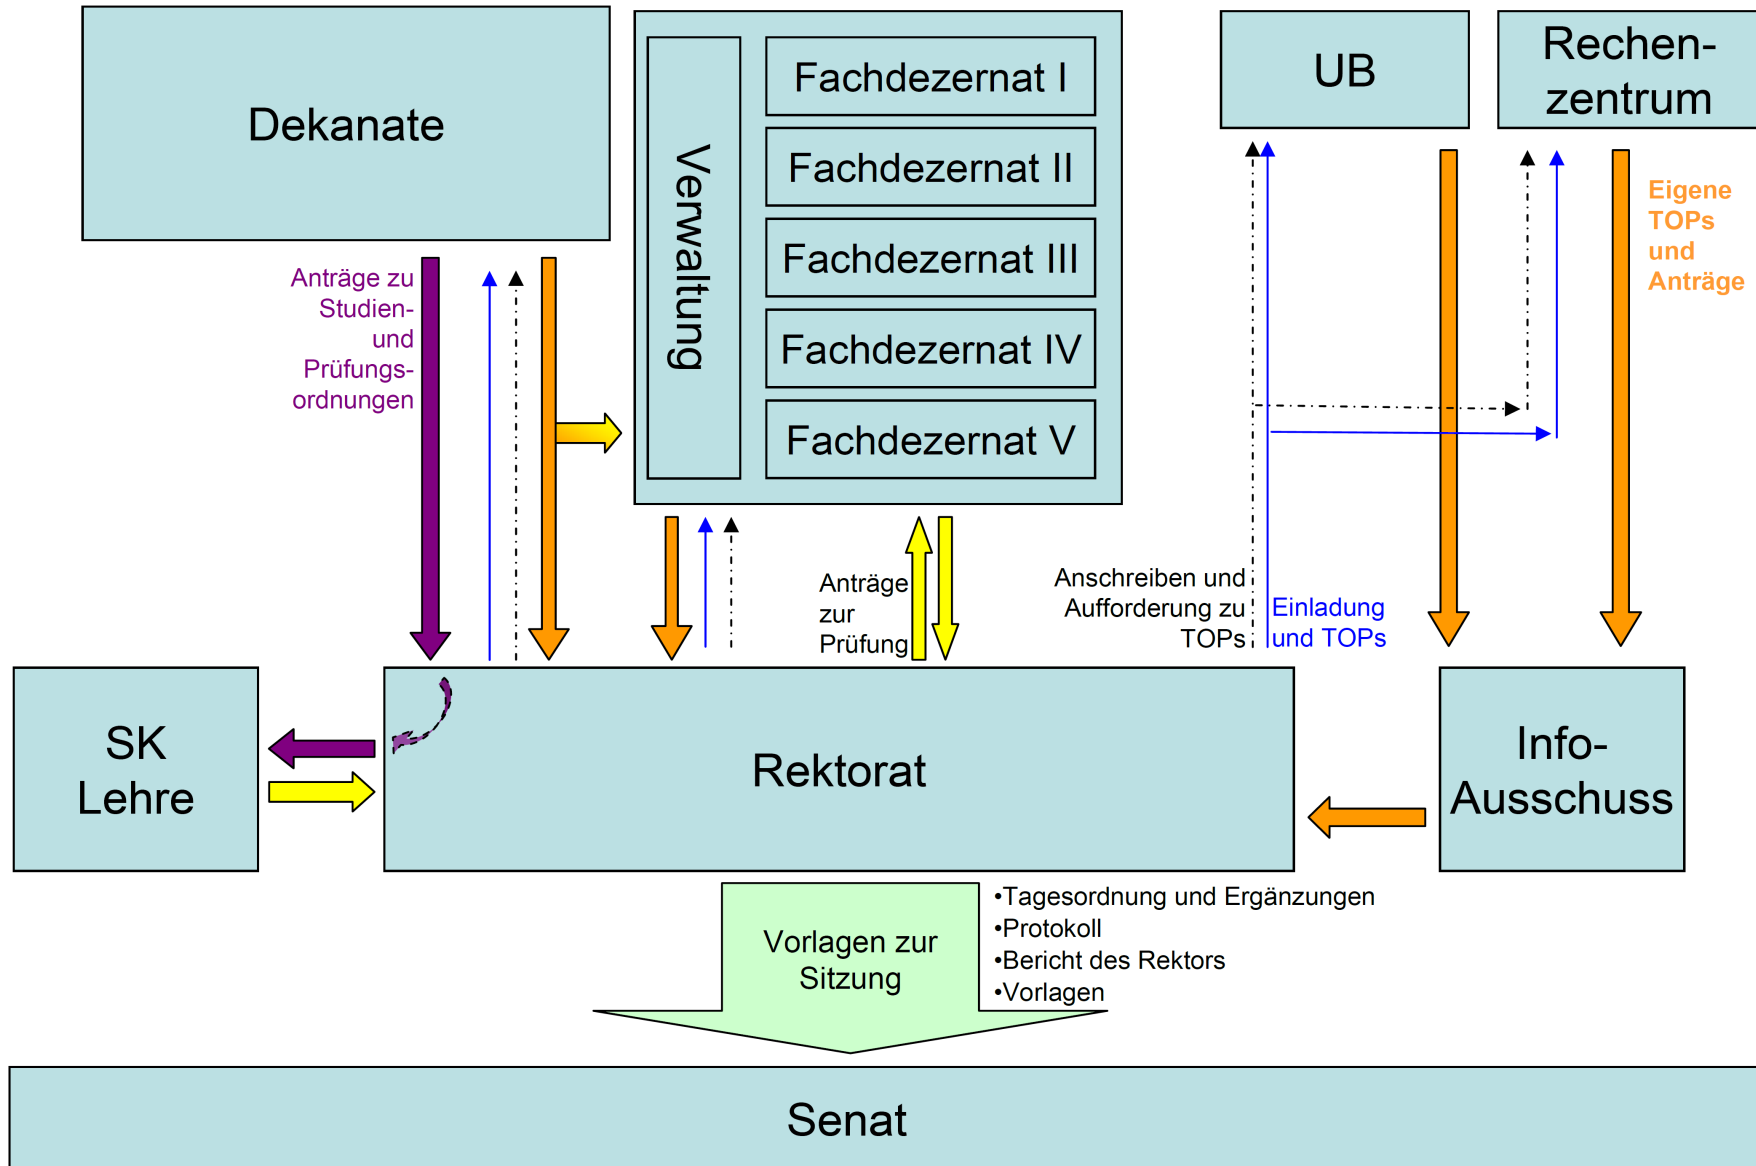 Dekanate
Verwaltung
Fachdezernat I
Fachdezernat II
Fachdezernat III
Fachdezernat IV
Fachdezernat V
UB
Rechen-
zentrum
Eigene
TOPs
und
Anträge
Anträge zu
Studien-
und
Prüfungs-
ordnungen
Anträge
zur
Prüfung
Anschreiben und
Aufforderung zu
TOPs
Einladung
und TOPs
SK
Lehre
Rektorat
Info-
Ausschuss
Vorlagen zur
Sitzung
•Tagesordnung und Ergänzungen
•Protokoll
•Bericht des Rektors
•Vorlagen
Senat